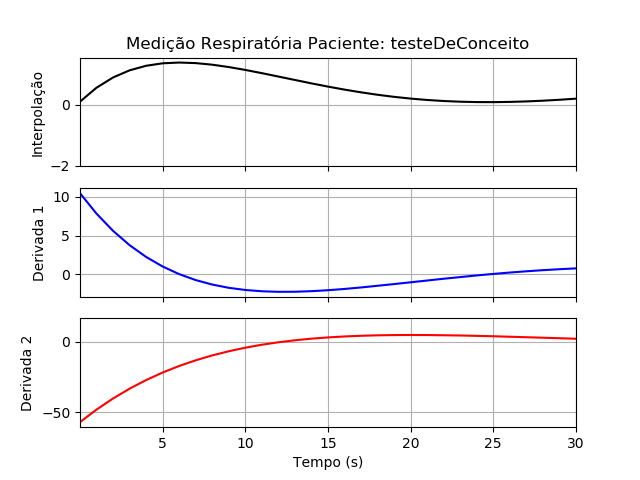 Medição Respiratória Paciente: testeDeConceito
Interpolação
0
−2
Derivada 1
10
5
0
Derivada 2
0
−50
5 10 15 20 25 30
Tempo (s)